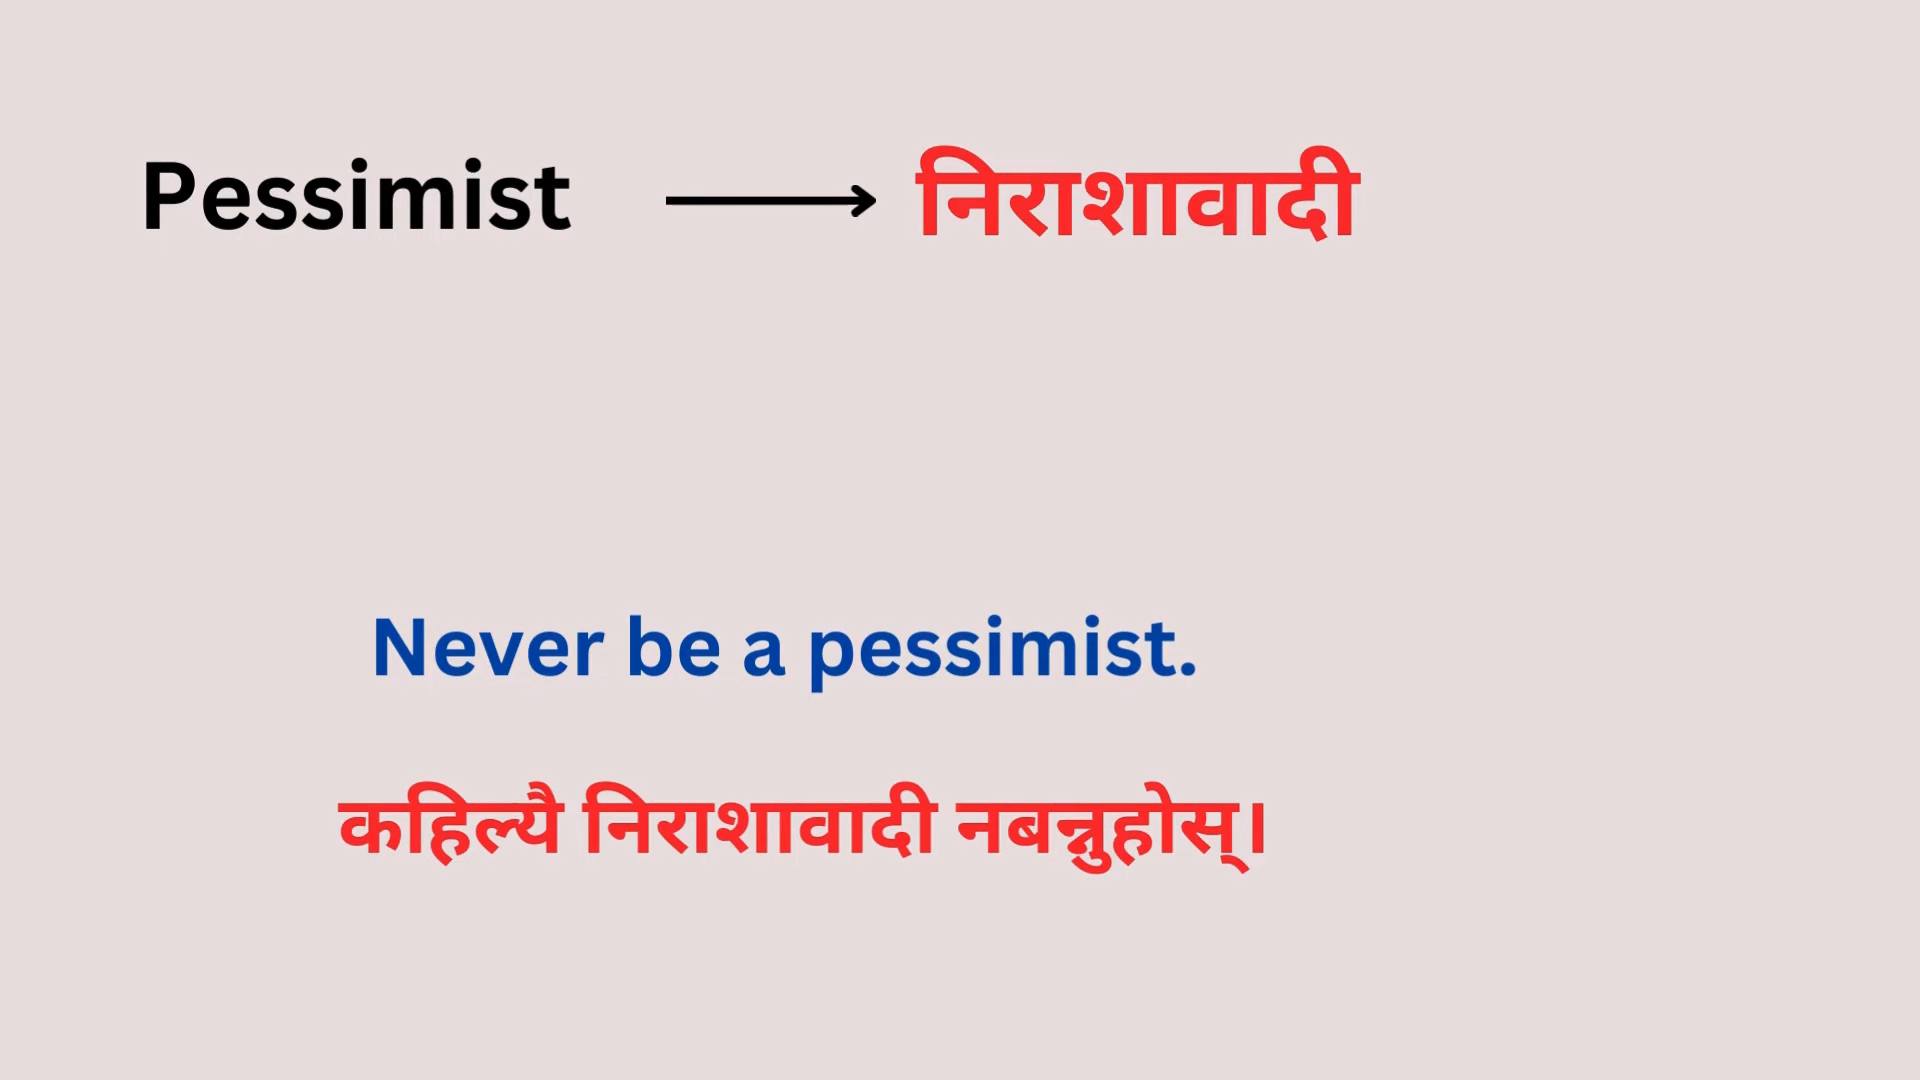 Pessimist → निराशावादी
Never be a pessimist.
कहिल्यै निराशावादी नबन्नुहोस्।